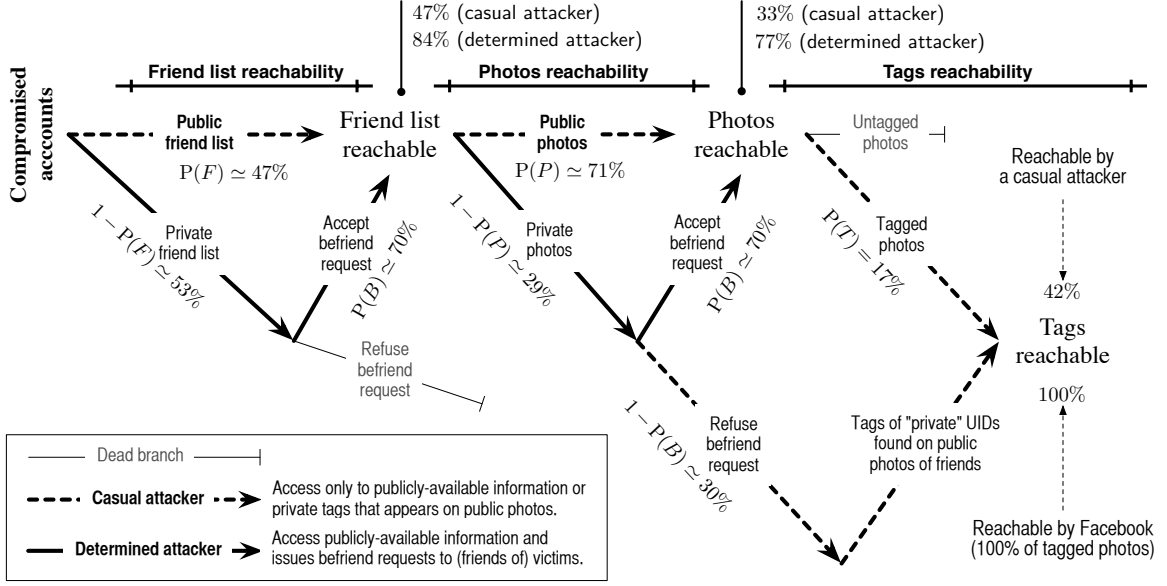 47% (casual attacker)
84% (determined attacker)
33% (casual attacker)
77% (determined attacker)
Friend list reachability
Photos reachability
Tags reachability
Compromised
acccounts
Public
friend list
P(F) ≃ 47%
Friend list
reachable
Public
photos
P(P) ≃ 71%
Photos
reachable
Untagged
photos
Reachable by
a casual attacker
1 − P(F) ≃ 53%
Private
friend list
Accept
befriend
request
P(B) ≃ 70%
1 − P(P) ≃ 29%
Private
photos
Accept
befriend
request
P(B) ≃ 70%
P(T) = 17%
Tagged
photos
42%
Tags
reachable
100%
Refuse
befriend
request
1 − P(B) ≃ 30%
Refuse
befriend
request
Tags of "private" UIDs
found on public
photos of friends
Reachable by Facebook
(100% of tagged photos)
Dead branch
Casual attacker
Access only to publicly-available information or
private tags that appears on public photos.
Determined attacker
Access publicly-available information and
issues befriend requests to (friends of) victims.